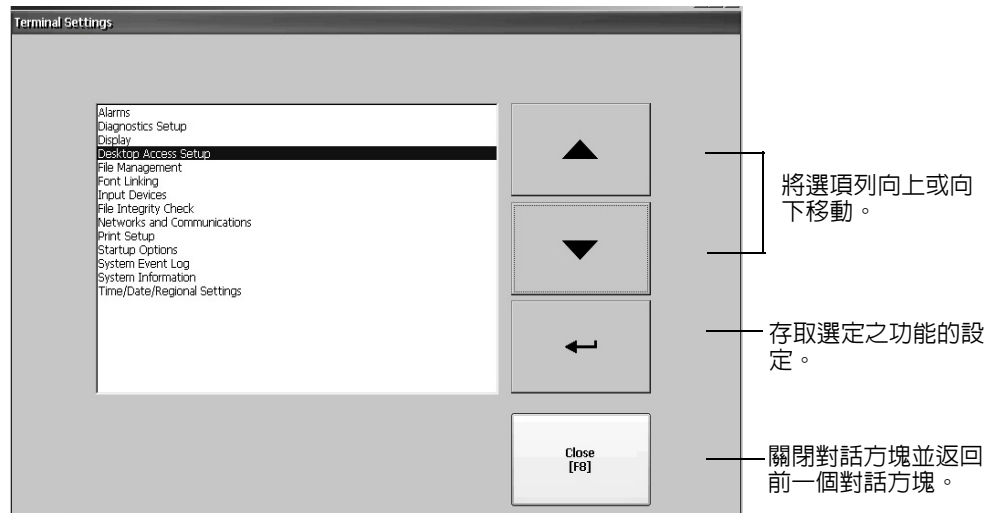 Terminal Settings
Alarms
Diagnostics Setup
Display
Desktop Access Setup
File Management
Font Linking
Input Devices
File Integrity Check
Networks and Communications
Print Setup
Startup Options
System Event Log
System Information
Time/Date/Regional Settings
Close
[F8]
將選項列向上或向
下移動。
存取選定之功能的設
定。
關閉對話方塊並返回
前一個對話方塊。